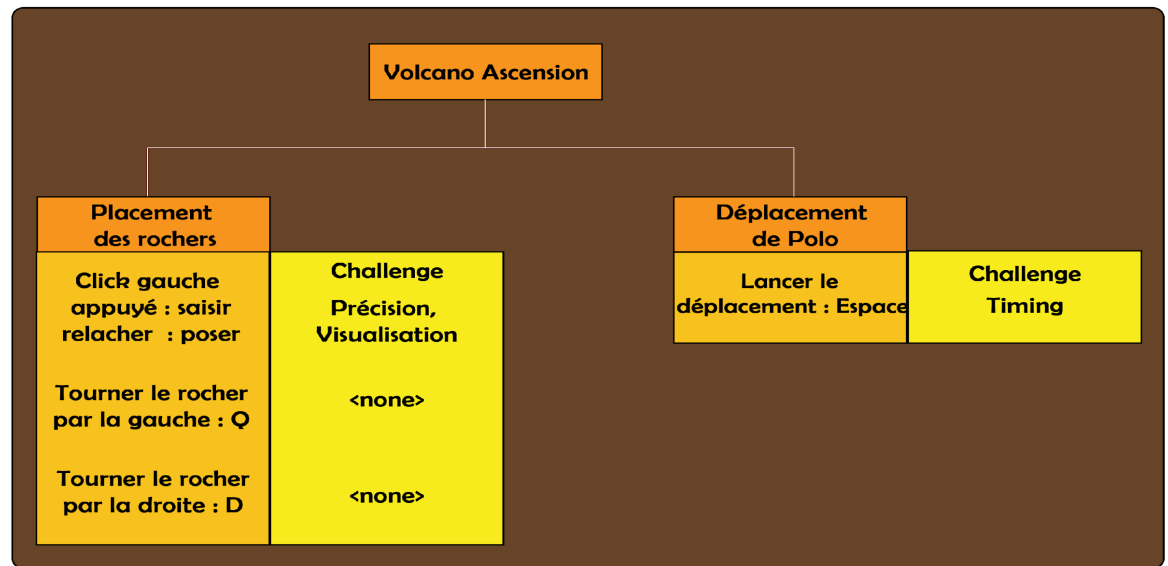 Volcano Ascension
Placement
des rochers
Click gauche
appuyé : saisir
relacher : poser
Challenge
Précision,
Visualisation
Tourner le rocher
par la gauche : Q
<none>
Tourner le rocher
par la droite : D
<none>
Déplacement
de Polo
Lancer le
déplacement : Espace
Challenge
Timing